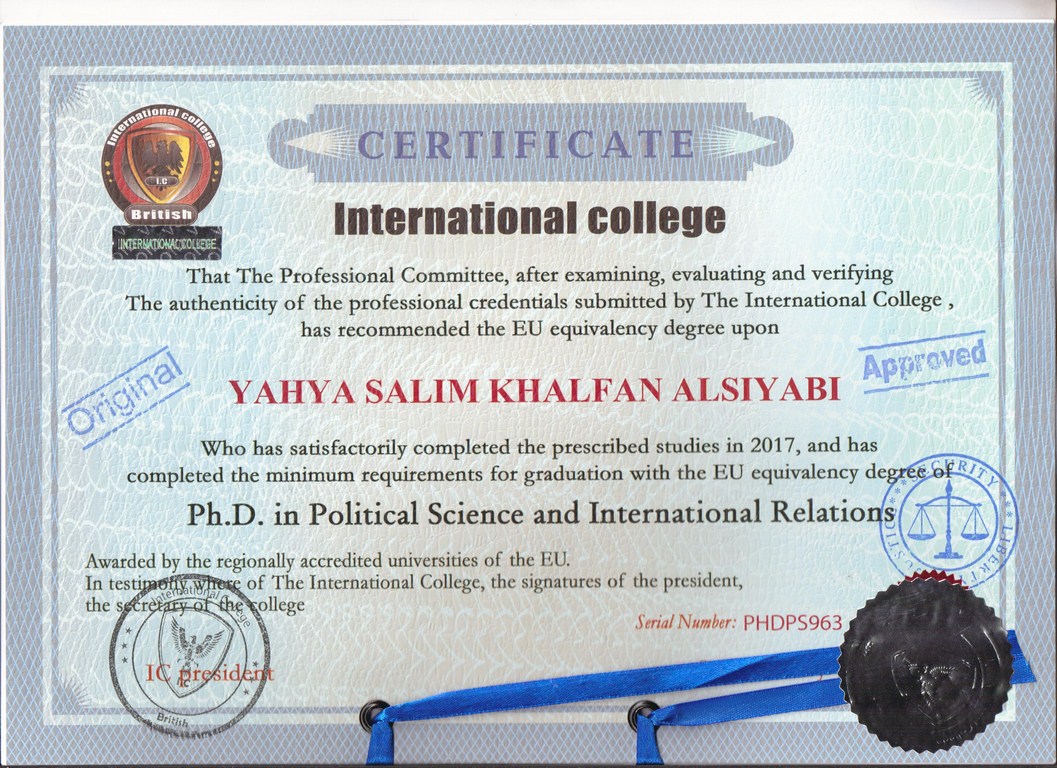 International college
I.C
British
INTERNATIONAL COLLEGE
CERTIFICATE
International college
That The Professional Committee, after examining, evaluating and verifying
The authenticity of the professional credentials submitted by The International College ,
has recommended the EU equivalency degree upon
Original
Approved
YAHYA SALIM KHALFAN ALSIYABI
Who has satisfactorily completed the prescribed studies in 2017, and has
completed the minimum requirements for graduation with the EU equivalency degree of
Ph.D. in Political Science and International Relations
SECURITY
LIBERTY
JUSTICE
Awarded by the regionally accredited universities of the EU.
In testimony where of The International College, the signatures of the president,
the secretary of the college
Serial Number: PHDPS963
International College
IC
IC president
British